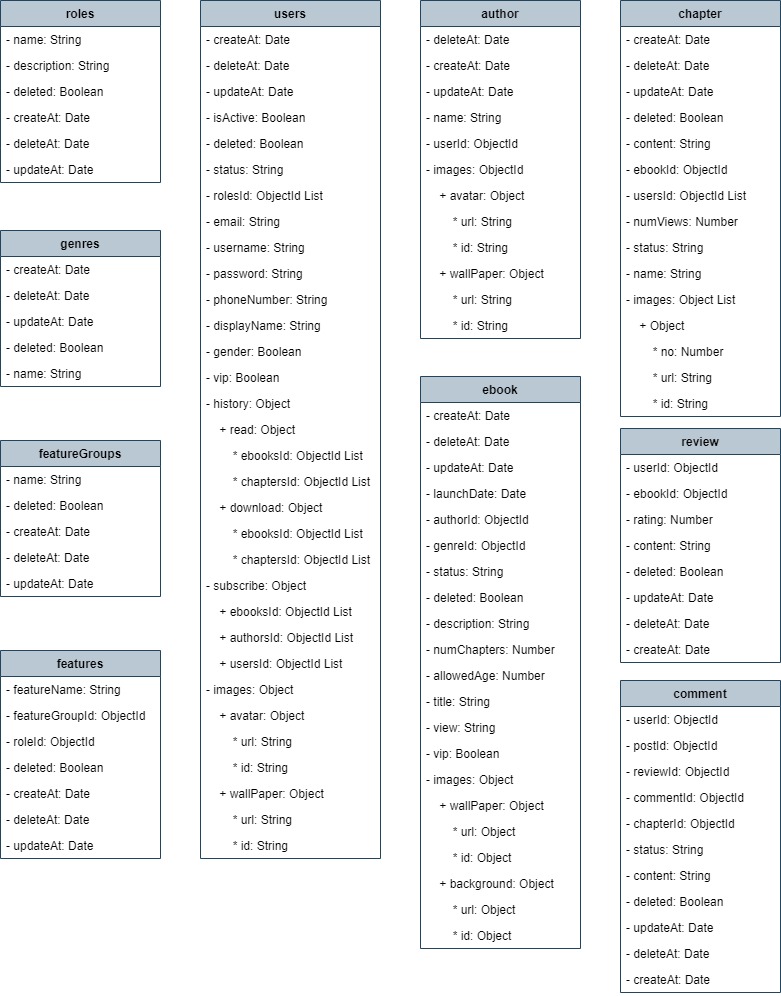 roles
- name: String
- description: String
- deleted: Boolean
- createAt: Date
- deleteAt: Date
- updateAt: Date
genres
- createAt: Date
- deleteAt: Date
- updateAt: Date
- deleted: Boolean
- name: String
featureGroups
- name: String
- deleted: Boolean
- createAt: Date
- deleteAt: Date
- updateAt: Date
features
- featureName: String
- featureGroupId: ObjectId
- roleId: ObjectId
- deleted: Boolean
- createAt: Date
- deleteAt: Date
- updateAt: Date
users
- createAt: Date
- deleteAt: Date
- updateAt: Date
- isActive: Boolean
- deleted: Boolean
- status: String
- rolesId: ObjectId List
- email: String
- username: String
- password: String
- phoneNumber: String
- displayName: String
- gender: Boolean
- vip: Boolean
- history: Object
+ read: Object
* ebooksId: ObjectId List
* chaptersId: ObjectId List
+ download: Object
* ebooksId: ObjectId List
* chaptersId: ObjectId List
- subscribe: Object
+ ebooksId: ObjectId List
+ authorsId: ObjectId List
+ usersId: ObjectId List
- images: Object
+ avatar: Object
* url: String
* id: String
+ wallPaper: Object
* url: String
* id: String
author
- deleteAt: Date
- createAt: Date
- updateAt: Date
- name: String
- userId: ObjectId
- images: ObjectId
+ avatar: Object
* url: String
* id: String
+ wallPaper: Object
* url: String
* id: String
ebook
- createAt: Date
- deleteAt: Date
- updateAt: Date
- launchDate: Date
- authorId: ObjectId
- genreId: ObjectId
- status: String
- deleted: Boolean
- description: String
- numChapters: Number
- allowedAge: Number
- title: String
- view: String
- vip: Boolean
- images: Object
+ wallPaper: Object
* url: Object
* id: Object
+ background: Object
* url: Object
* id: Object
chapter
- createAt: Date
- deleteAt: Date
- updateAt: Date
- deleted: Boolean
- content: String
- ebookId: ObjectId
- usersId: ObjectId List
- numViews: Number
- status: String
- name: String
- images: Object List
+ Object
* no: Number
* url: String
* id: String
review
- userId: ObjectId
- ebookId: ObjectId
- rating: Number
- content: String
- deleted: Boolean
- updateAt: Date
- deleteAt: Date
- createAt: Date
comment
- userId: ObjectId
- postId: ObjectId
- reviewId: ObjectId
- commentId: ObjectId
- chapterId: ObjectId
- status: String
- content: String
- deleted: Boolean
- updateAt: Date
- deleteAt: Date
- createAt: Date